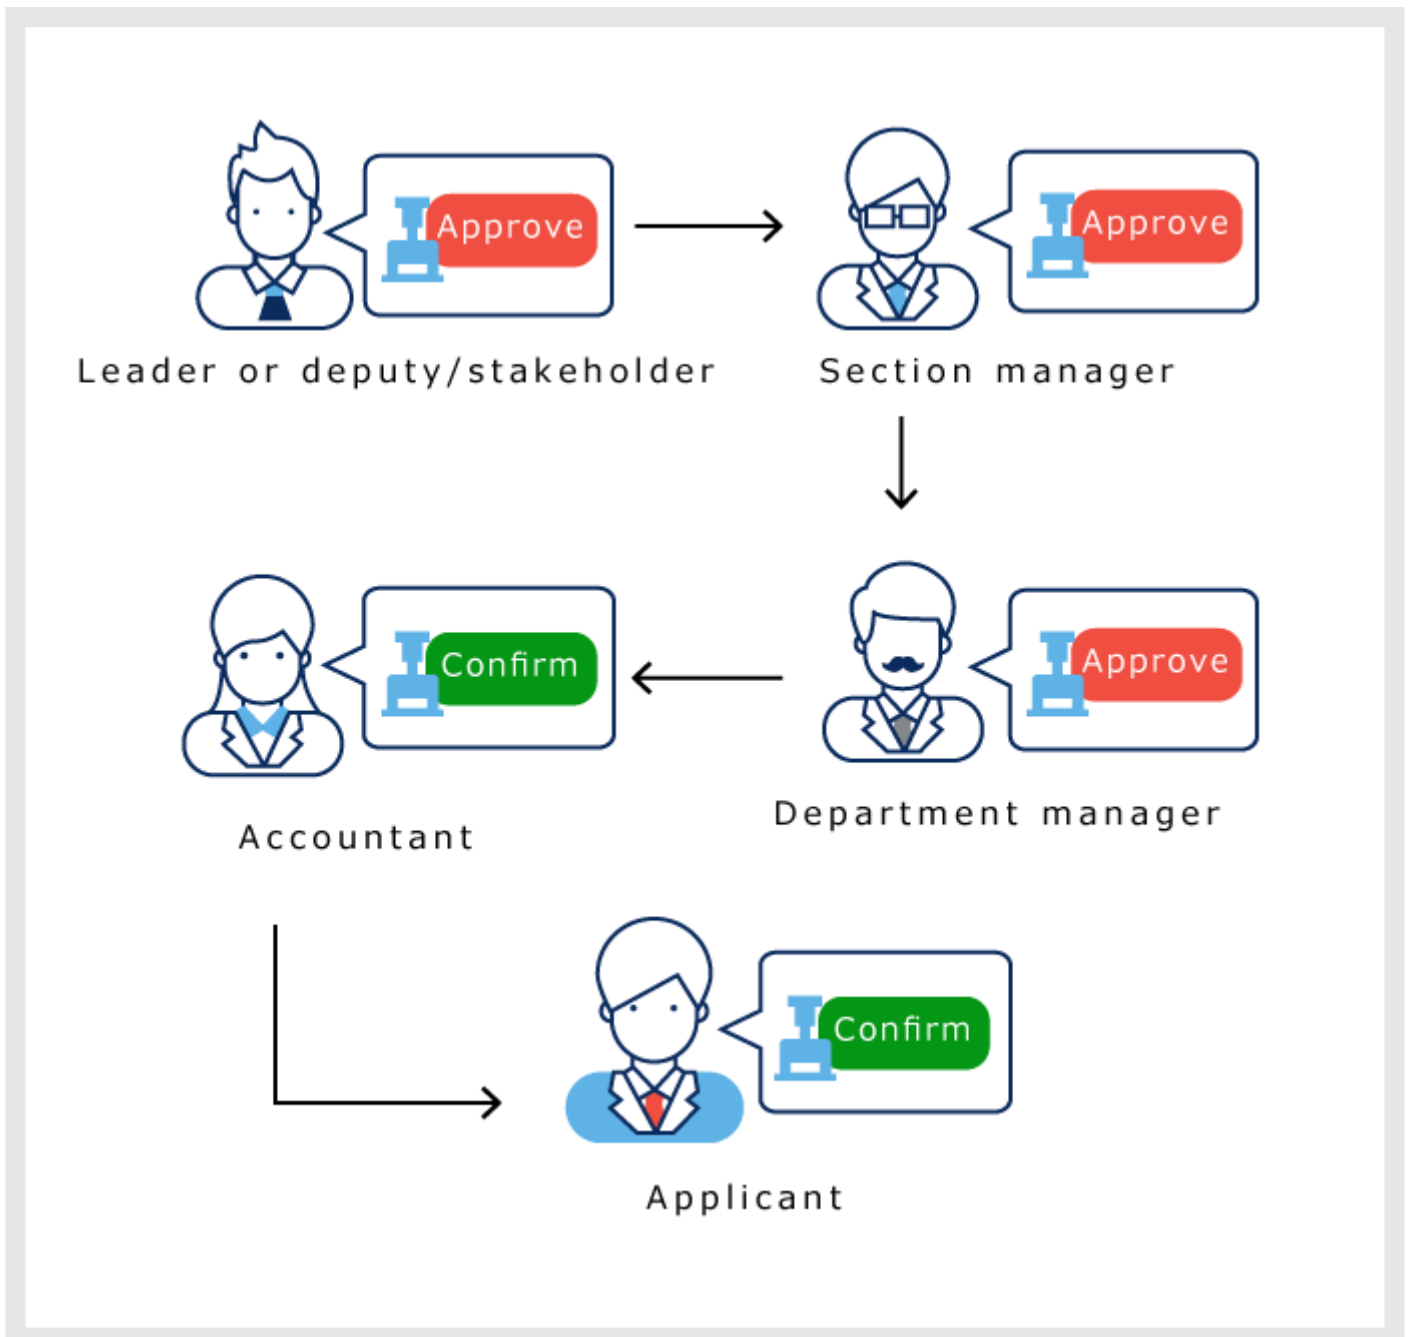 Approve
Approve
Leader or deputy/stakeholder
Section manager
Confirm
Approve
Accountant
Department manager
Confirm
Applicant